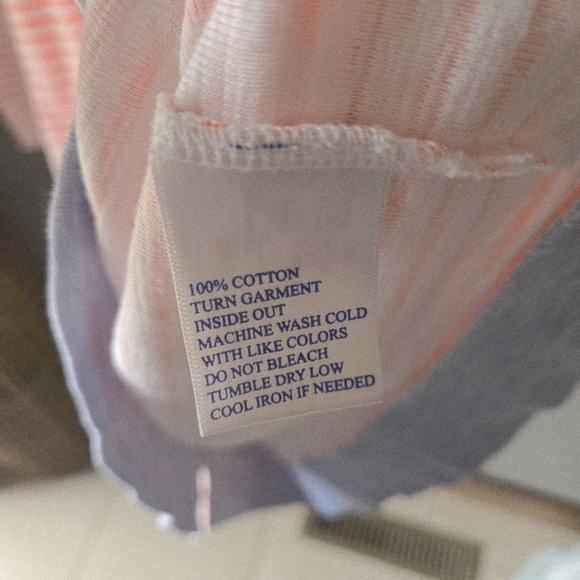 100% COTTON
TURN GARMENT
INSIDE OUT
MACHINE WASH COLD
WITH LIKE COLORS
DO NOT BLEACH
TUMBLE DRY LOW
COOL IRON IF NEEDED